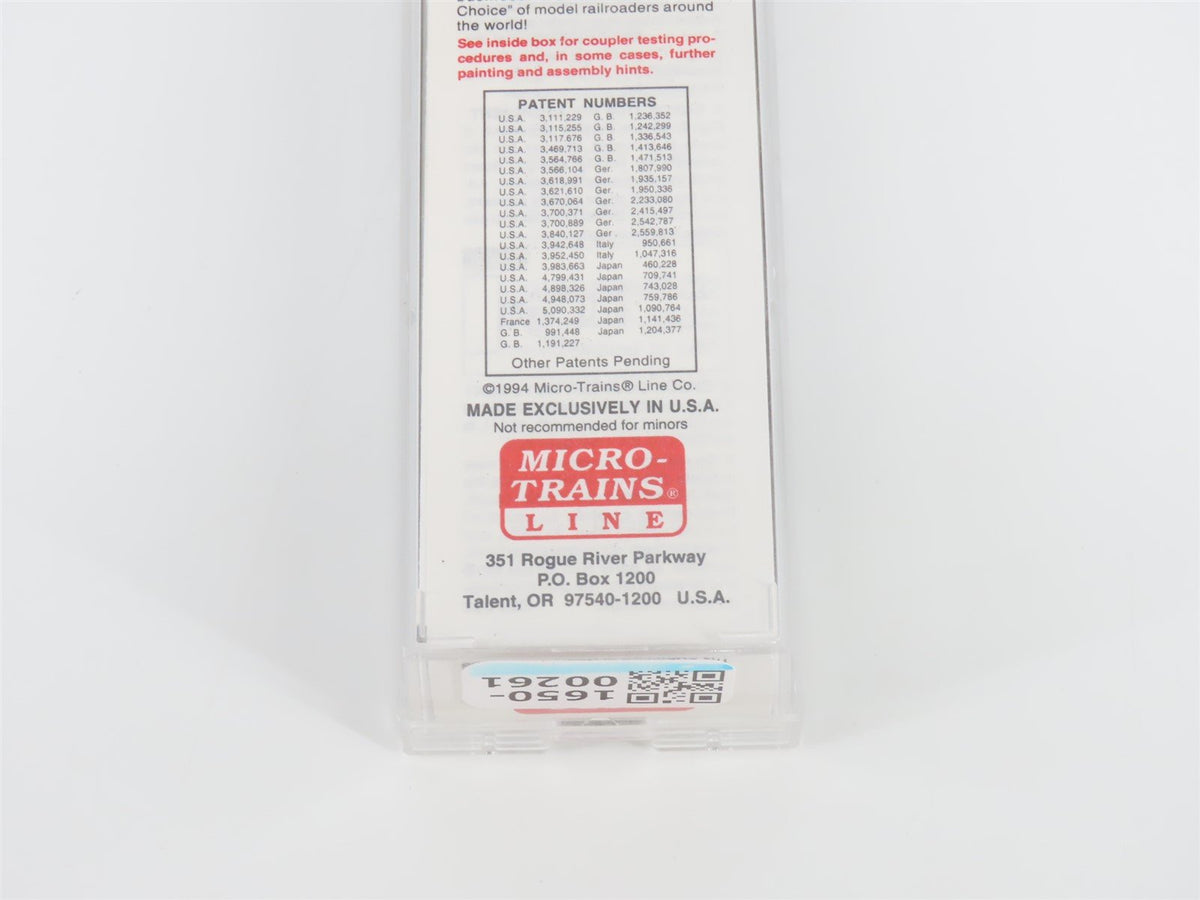 Choice" of model railroaders around
the world!
See inside box for coupler testing pro-
cedures and, in some cases, further
painting and assembly hints.
PATENT NUMBERS
U.S.A. 3,111,229 G. B. 1,236,352
U.S.A. 3,115,255 G. B. 1,242,299
U.S.A. 3,117,676 G. B. 1,336,543
U.S.A. 3,469,713 G. B. 1,413,646
U.S.A. 3,564,766 G. B. 1,471,513
U.S.A. 3,566,104 Ger. 1,807,990
U.S.A. 3,618,991 Ger. 1,935,157
U.S.A. 3,621,610 Ger. 1,950,336
U.S.A. 3,670,064 Ger. 2,233,080
U.S.A. 3,700,371 Ger. 2,415,497
U.S.A. 3,700,889 Ger. 2,542,787
U.S.A. 3,840,127 Ger. 2,559,813
U.S.A. 3,942,648 Italy 950,661
U.S.A. 3,952,450 Italy 1,047,316
U.S.A. 3,983,663 Japan 460,228
U.S.A. 4,799,431 Japan 709,741
U.S.A. 4,898,326 Japan 743,028
U.S.A. 4,948,073 Japan 759,786
U.S.A. 5,090,332 Japan 1,090,764
France 1,374,249 Japan 1,141,436
G. B. 991,448 Japan 1,204,377
G. B. 1,191,227
Other Patents Pending
©1994 Micro-Trains® Line Co.
MADE EXCLUSIVELY IN U.S.A.
Not recommended for minors
MICRO-
TRAINS®
LINE
351 Rogue River Parkway
P.O. Box 1200
Talent, OR 97540-1200 U.S.A.
1650-
00261